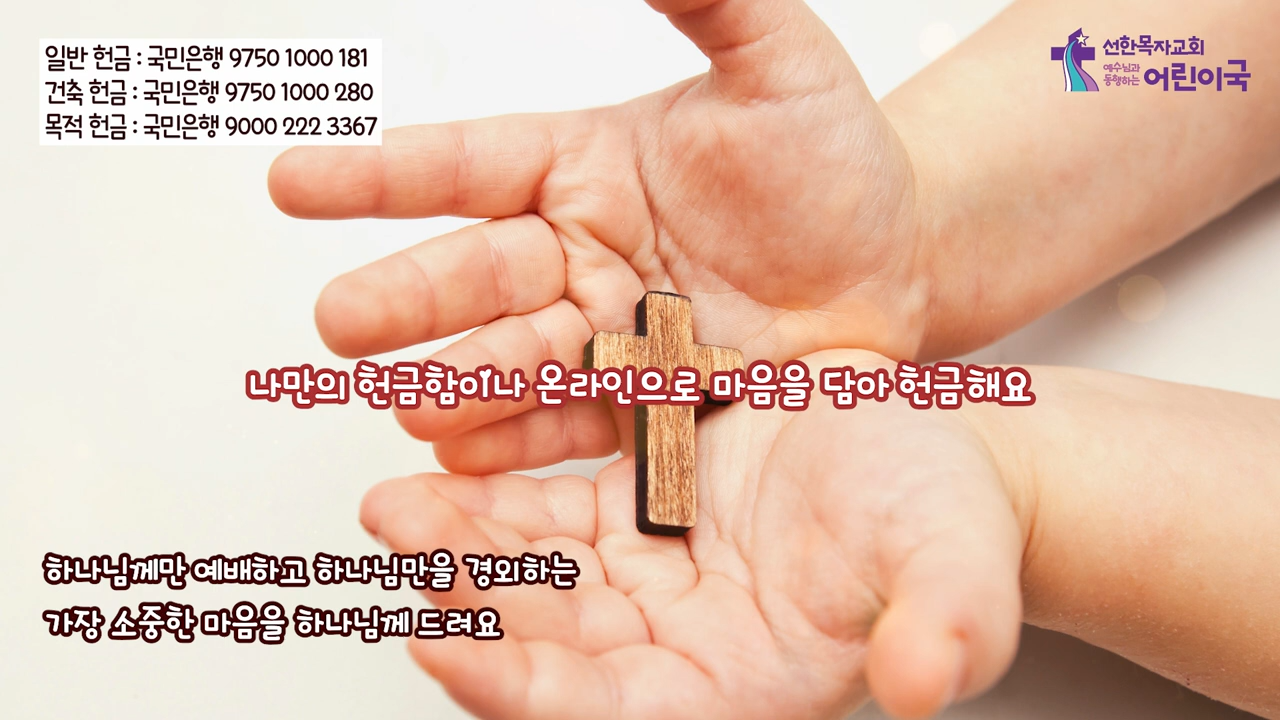 일반 헌금 : 국민은행 9750 1000 181
건축 헌금 : 국민은행 9750 1000 280
목적 헌금 : 국민은행 9000 222 3367
선한목자교회
예수님과
동행하는 어린이국
나만의 헌금함이나 온라인으로 마음을 담아 헌금해요
하나님께만 예배하고 하나님만을 경외하는
가장 소중한 마음을 하나님께 드려요